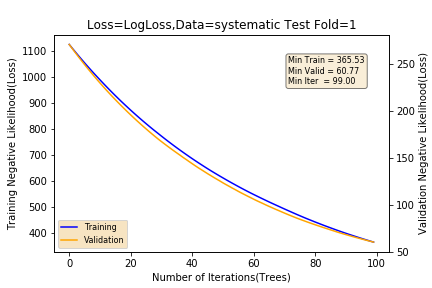 Loss=LogLoss,Data=systematic Test Fold=1
Training Negative Likelihood(Loss)
1100
1000
900
800
700
600
500
400
Min Train = 365.53
Min Valid = 60.77
Min Iter = 99.00
Training
Validation
250
200
150
100
50
Validation Negative Likelihood(Loss)
0 20 40 60 80 100
Number of Iterations(Trees)